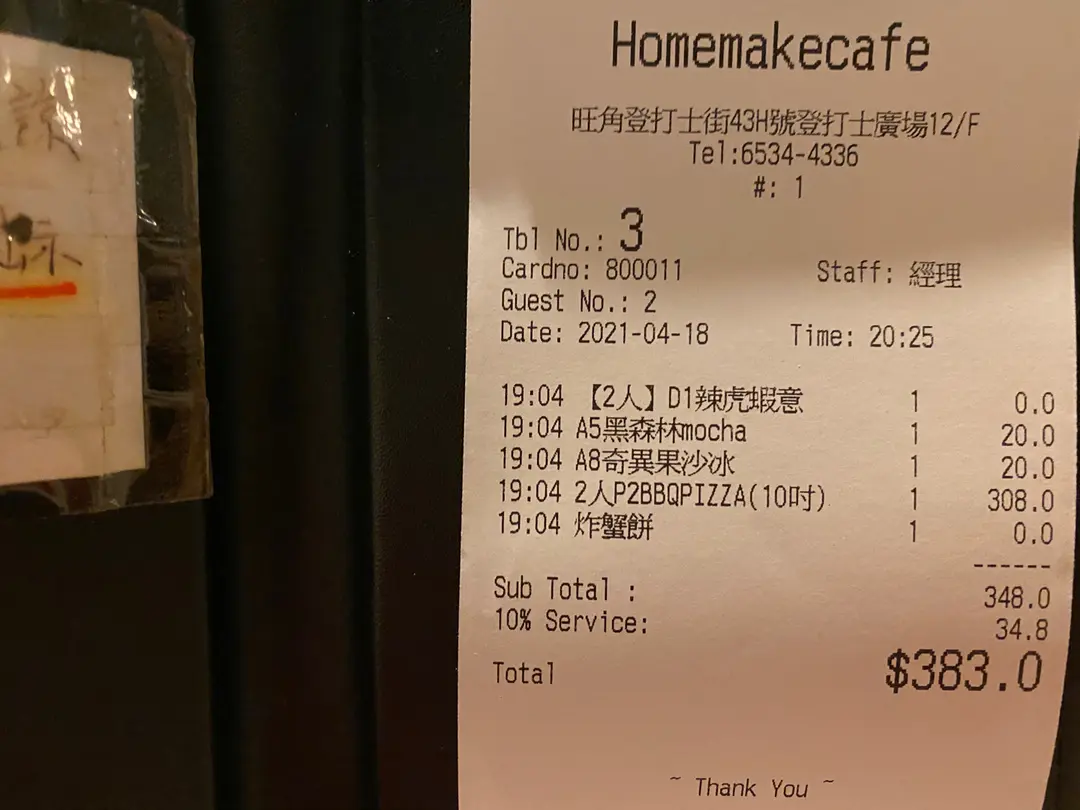 Homemakecafe
旺角登打士街43H號登打士廣場12/F
Tel:6534-4336
#: 1
Tbl No.: 3
Cardno: 800011 Staff: 經理
Guest No.: 2
Date: 2021-04-18 Time: 20:25
19:04 【2人】D1辣虎蝦意 1 0.0
19:04 A5黑森林mocha 1 20.0
19:04 A8奇異果沙冰 1 20.0
19:04 2人P2BBQPIZZA(10吋) 1 308.0
19:04 炸蟹餅 1 0.0
------
Sub Total : 348.0
10% Service: 34.8
Total $383.0
~ Thank You ~